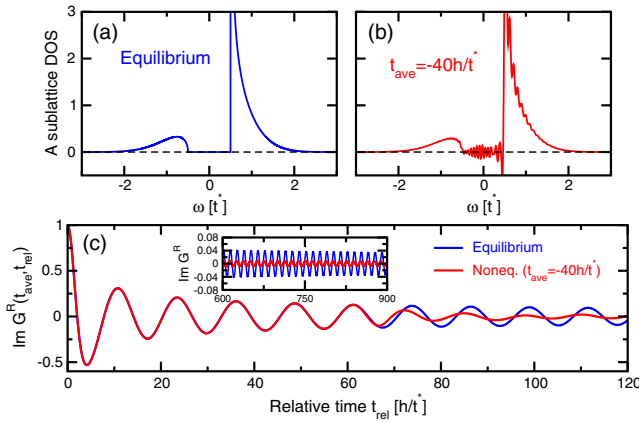 (a)
Equilibrium
A sublattice DOS
3
2
1
0
-2
0
2
ω [t*]
(b)
t_ave=-40h/t*
-2
0
2
ω [t*]
(c)
Im G^R(t_ave,t_rel)
1
0.5
0
-0.5
0.08
0.04
0.00
-0.04
-0.08
Im G^R
600
750
900
Equilibrium
Noneq. (t_ave=-40h/t*)
0
20
40
60
80
100
120
Relative time t_rel [h/t*]